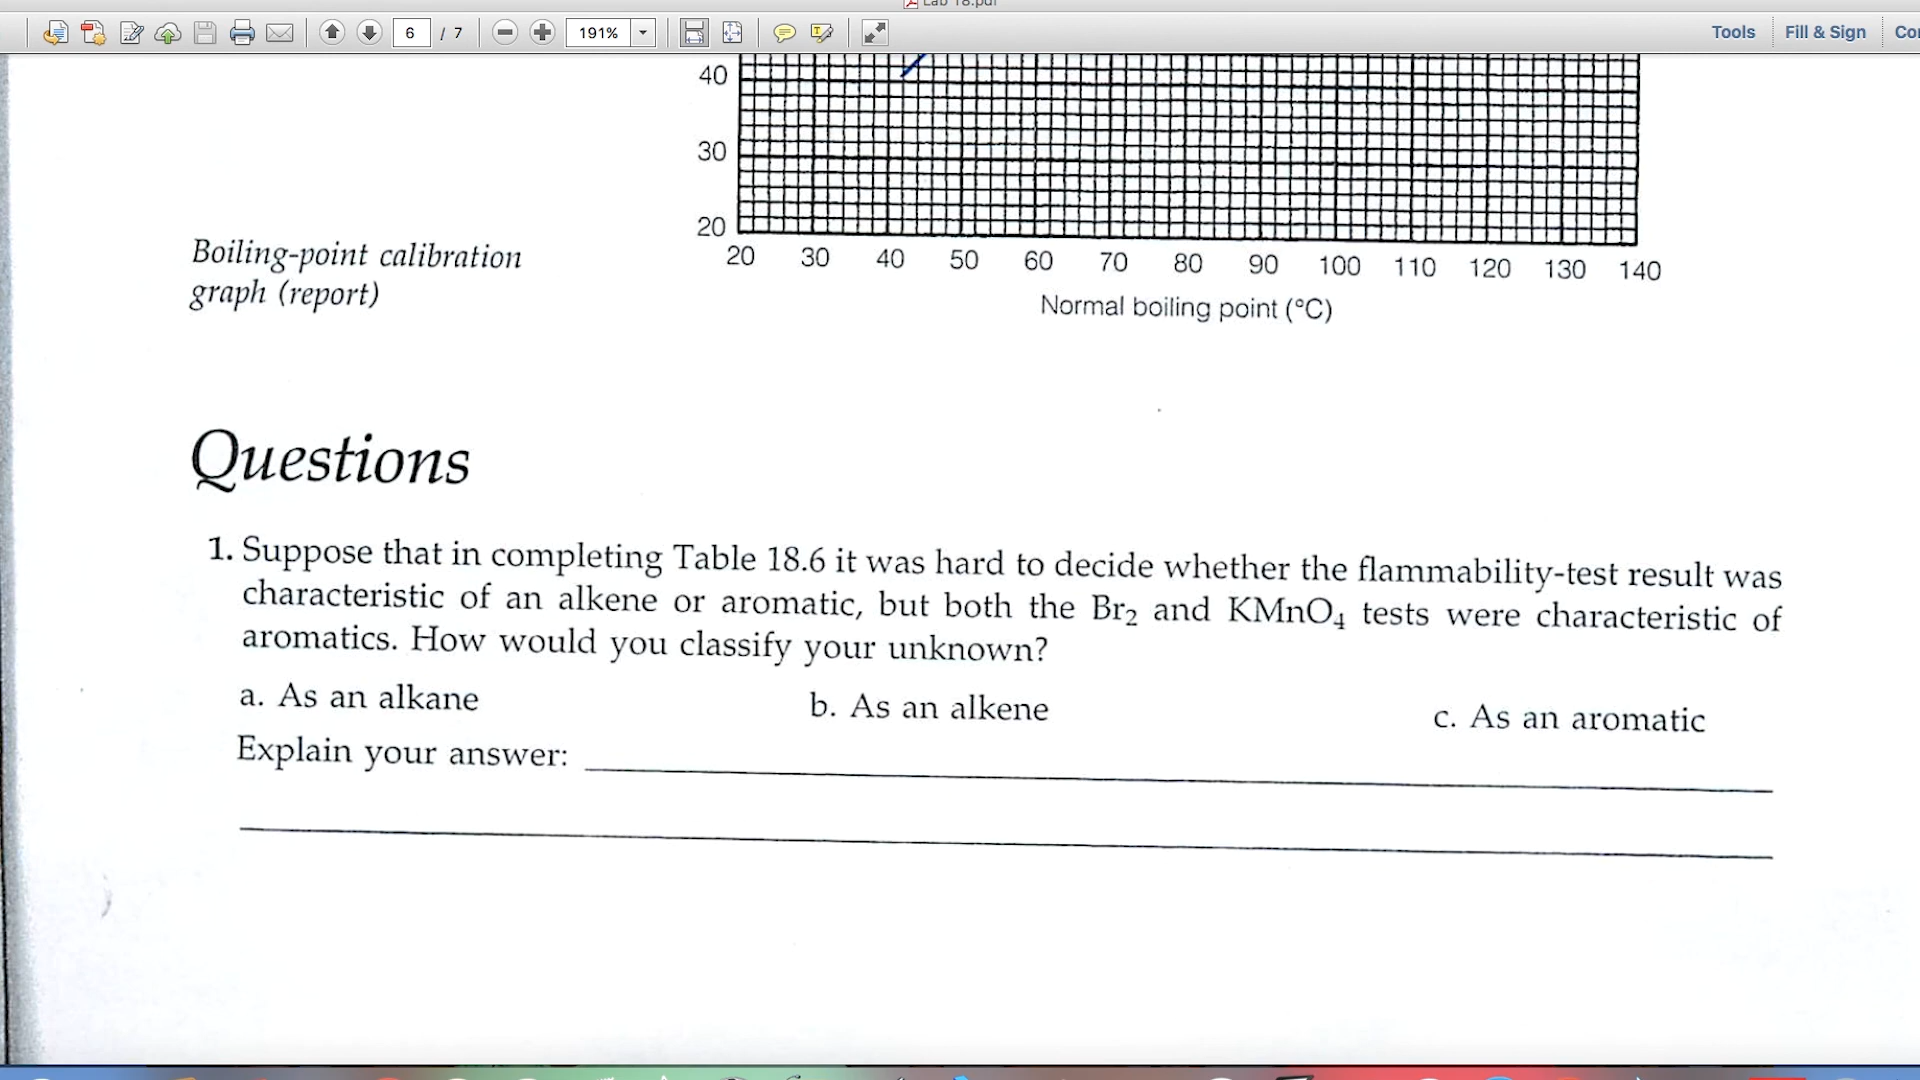 Lab 18.pdf
6 / 7 191% Tools Fill & Sign
40
30
20
20 30 40 50 60 70 80 90 100 110 120 130 140
Normal boiling point (°C)
Boiling-point calibration
graph (report)
Questions
1. Suppose that in completing Table 18.6 it was hard to decide whether the flammability-test result was
characteristic of an alkene or aromatic, but both the Br₂ and KMnO₄ tests were characteristic of
aromatics. How would you classify your unknown?
a. As an alkane b. As an alkene c. As an aromatic
Explain your answer: